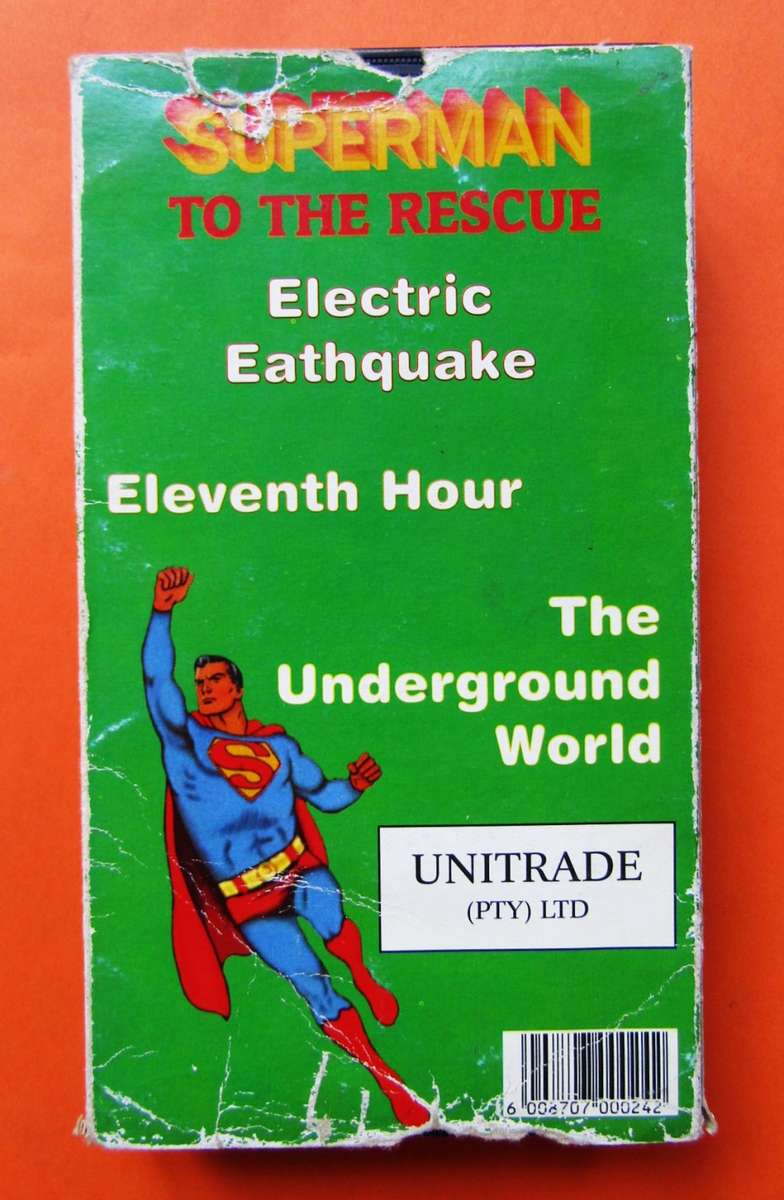 SUPERMAN
TO THE RESCUE
Electric
Eathquake
Eleventh Hour
The
Underground
World
S
UNITRADE
(PTY) LTD
6 008707 000242